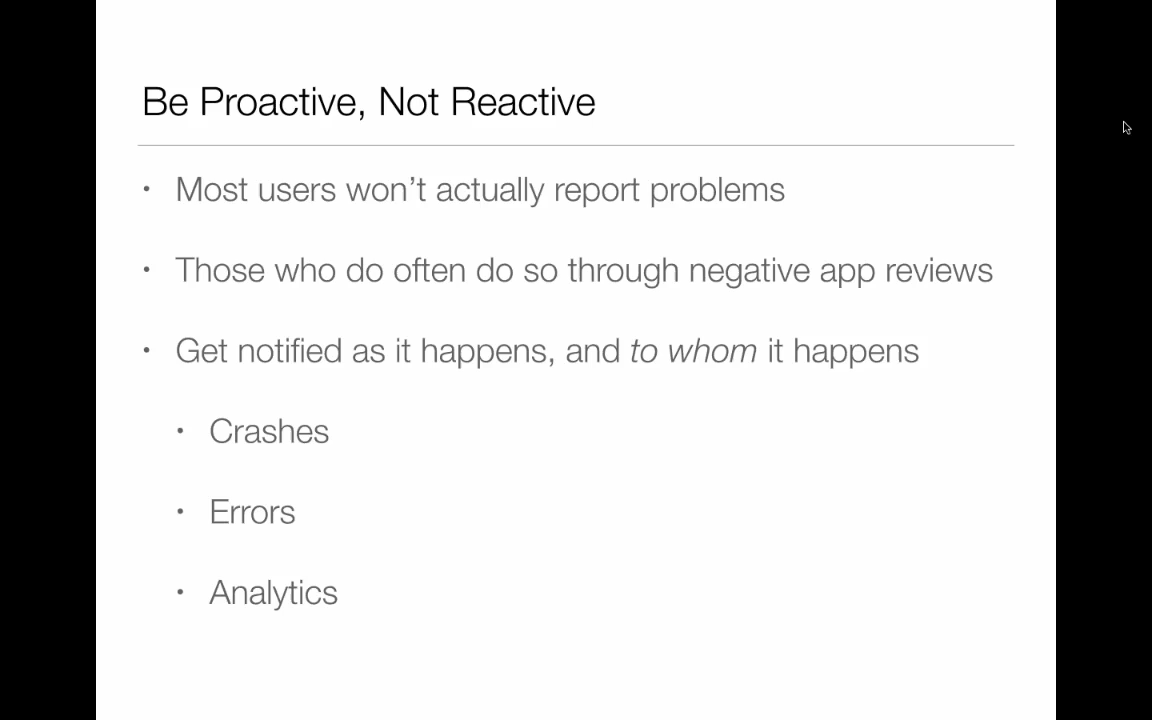 Be Proactive, Not Reactive
• Most users won’t actually report problems
• Those who do often do so through negative app reviews
• Get notified as it happens, and to whom it happens
• Crashes
• Errors
• Analytics